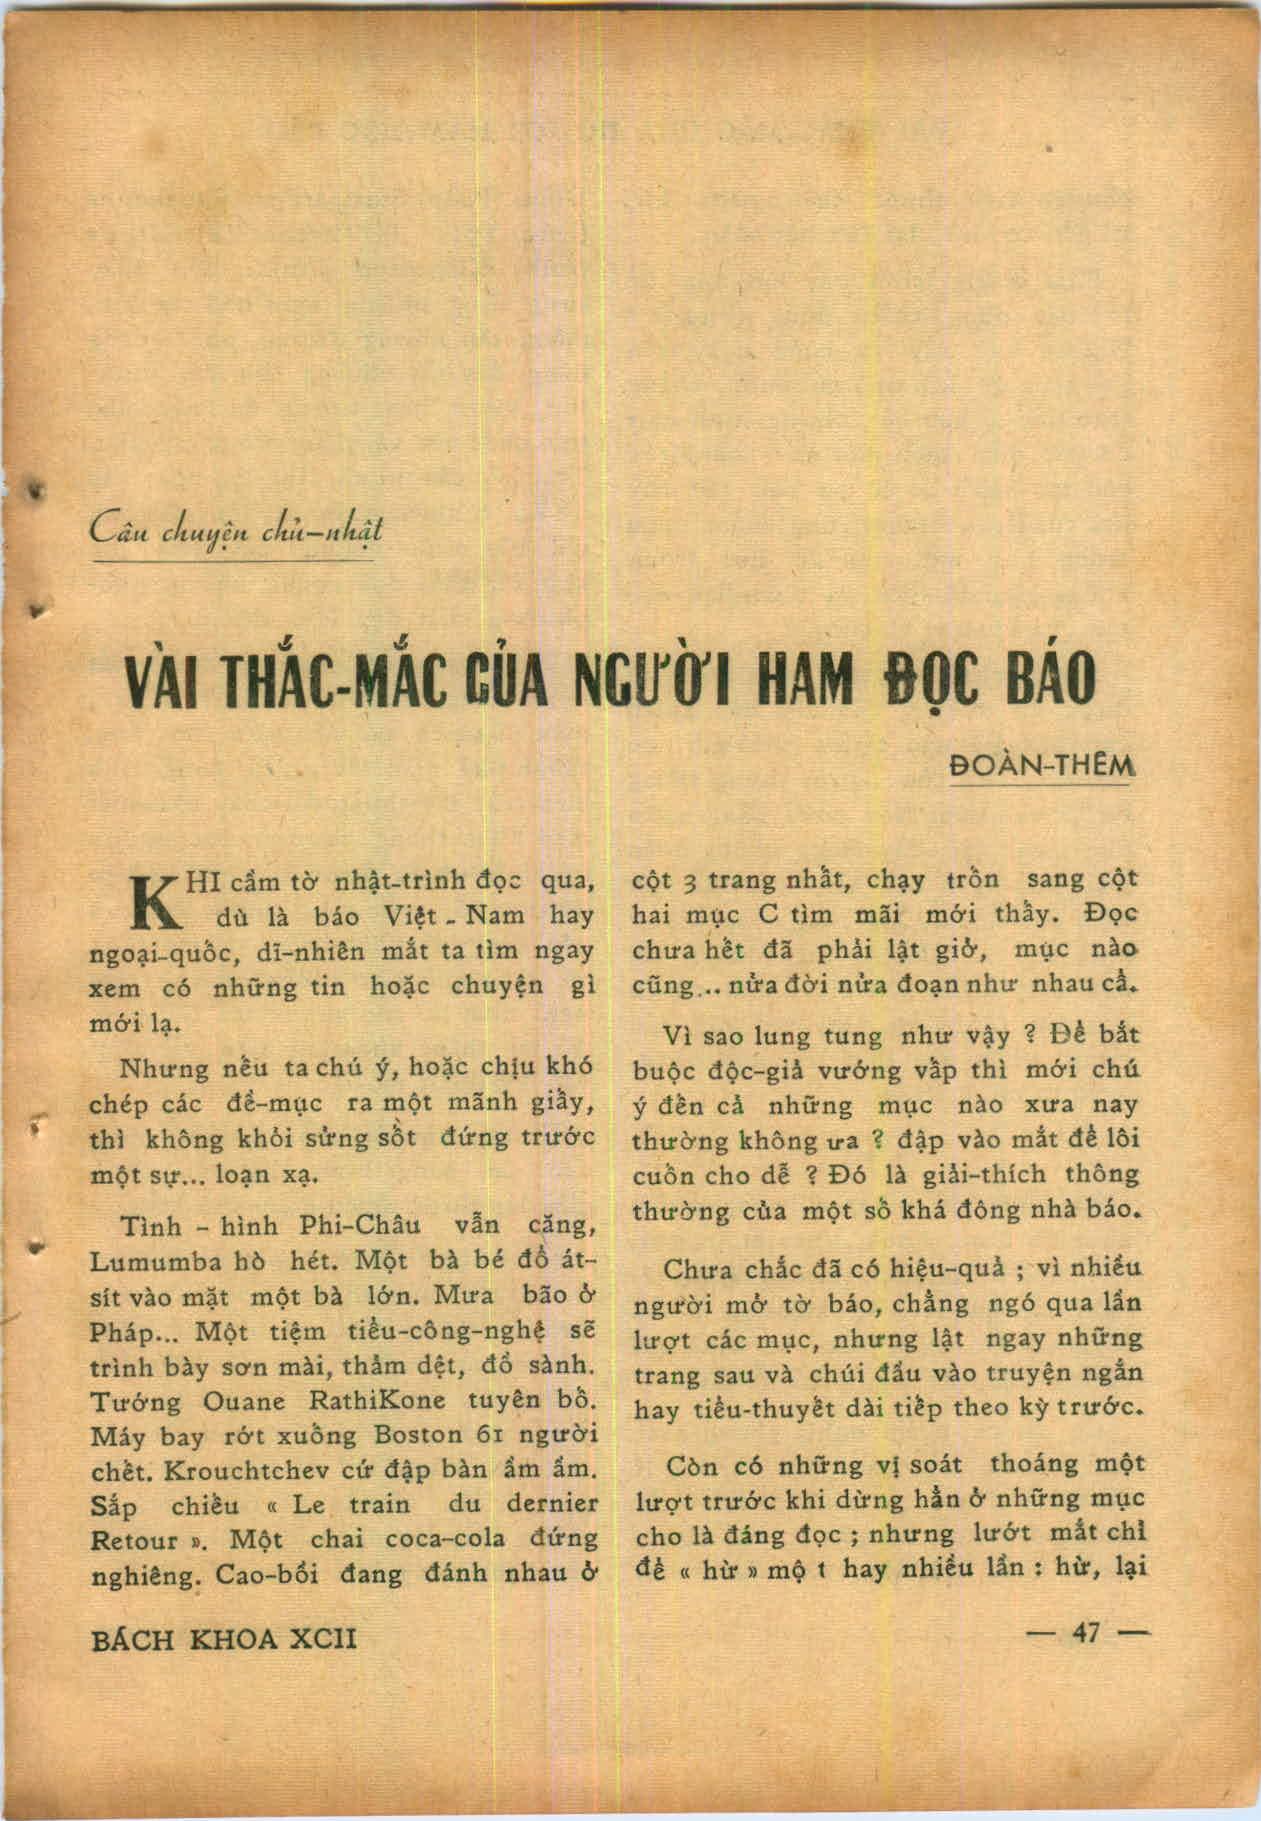 Câu chuyện chủ-nhật
VÀI THẮC-MẮC CỦA NGƯỜI HAM ĐỌC BÁO
ĐOÀN-THÊM
KHI cầm tờ nhật-trình đọc qua,
dù là báo Việt-Nam hay
ngoại-quốc, dĩ-nhiên mắt ta tìm ngay
xem có những tin hoặc chuyện gì
mới lạ.
Nhưng nếu ta chú ý, hoặc chịu khó
chép các đề-mục ra một mãnh giấy,
thì không khỏi sửng sốt đứng trước
một sự... loạn xạ.
Tình - hình Phi-Châu vẫn căng,
Lumumba hò hét. Một bà bé đổ át-
sít vào mặt một bà lớn. Mưa bão ở
Pháp... Một tiệm tiểu-công-nghệ sẽ
trình bày sơn mài, thảm dệt, đồ sành.
Tướng Ouane RathiKone tuyên bố.
Máy bay rớt xuống Boston 61 người
chết. Krouchtchev cứ đập bàn ầm ầm.
Sắp chiếu « Le train du dernier
Retour ». Một chai coca-cola đứng
nghiêng. Cao-bồi đang đánh nhau ở
cột 3 trang nhất, chạy trốn sang cột
hai mục C tìm mãi mới thấy. Đọc
chưa hết đã phải lật giở, mục nào
cũng... nửa đời nửa đoạn như nhau cả.
Vì sao lung tung như vậy ? Để bắt
buộc độc-giả vướng vấp thì mới chú
ý đến cả những mục nào xưa nay
thường không ưa ? đập vào mắt để lôi
cuốn cho dễ ? Đó là giải-thích thông
thường của một số khá đông nhà báo.
Chưa chắc đã có hiệu-quả ; vì nhiều
người mở tờ báo, chẳng ngó qua lần
lượt các mục, nhưng lật ngay những
trang sau và chúi đầu vào truyện ngắn
hay tiểu-thuyết dài tiếp theo kỳ trước.
Còn có những vị soát thoáng một
lượt trước khi dừng hẳn ở những mục
cho là đáng đọc ; nhưng lướt mắt chỉ
để « hừ » một hay nhiều lần : hừ, lại
BÁCH KHOA XCII
— 47 —